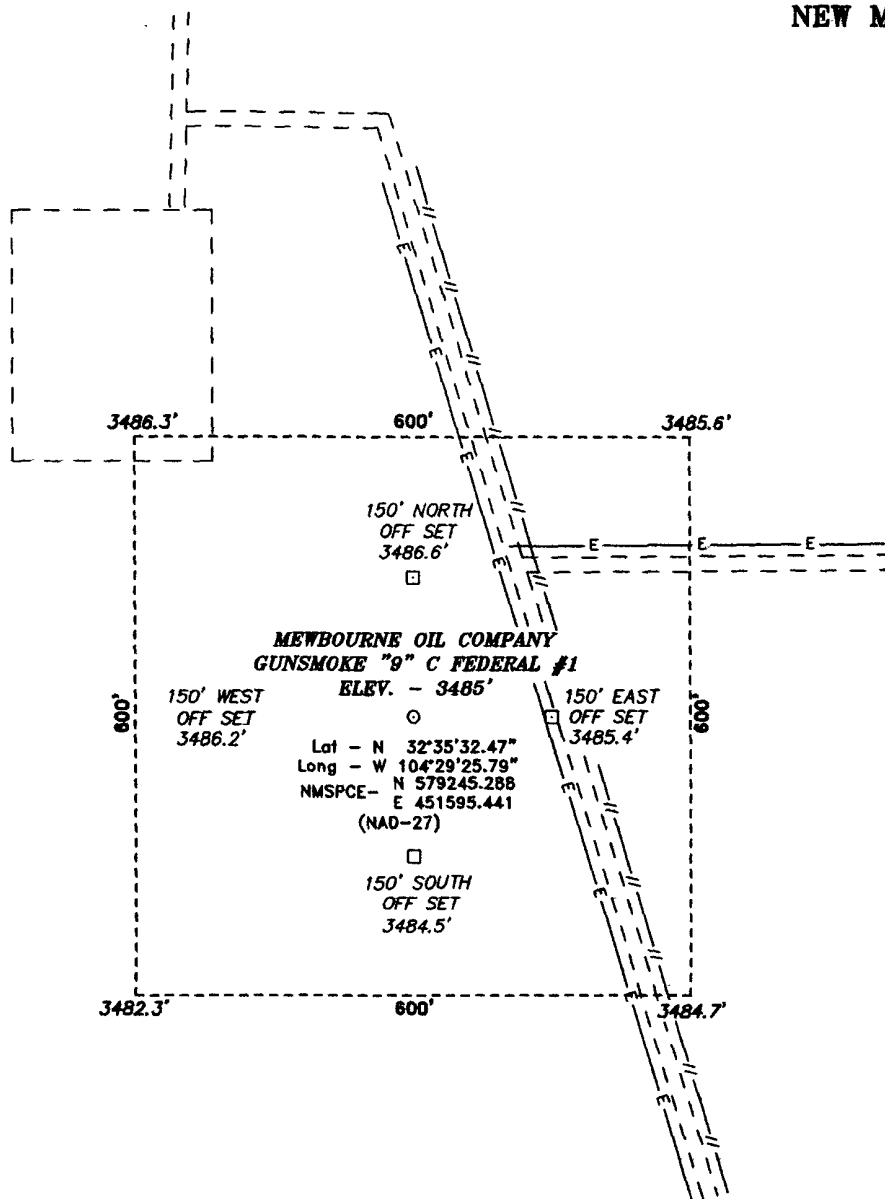 NEW M
3486.3'
600'
3485.6'
150' NORTH
OFF SET
3486.6'
E
E
E
E
E
E
E
MEWBOURNE OIL COMPANY
GUNSMOKE "9" C FEDERAL #1
ELEV. - 3485'
600'
150' WEST
OFF SET
3486.2'
150' EAST
OFF SET
3485.4'
600'
Lat - N 32°35'32.47"
Long - W 104°29'25.79"
NMSPCE- N 579245.288
E 451595.441
(NAD-27)
150' SOUTH
OFF SET
3484.5'
E
E
E
E
3482.3'
600'
3484.7'